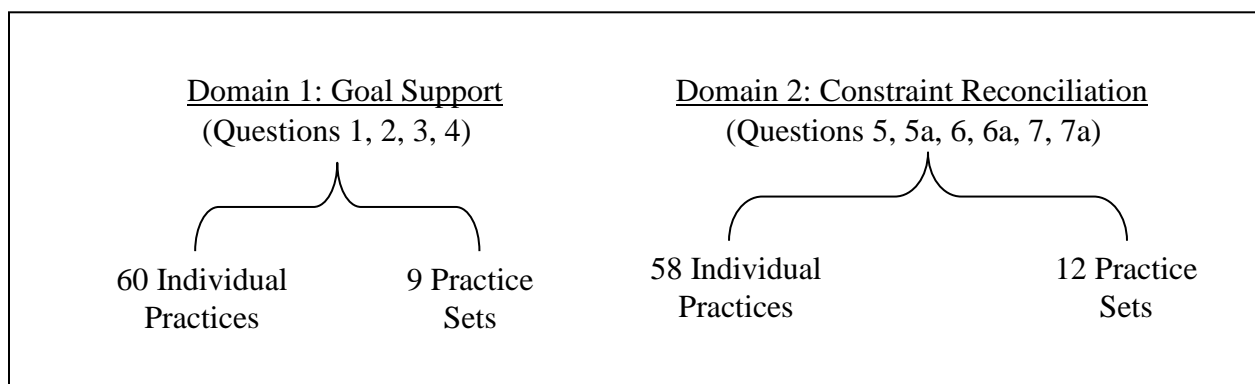 Domain 1: Goal Support
(Questions 1, 2, 3, 4)
60 Individual
Practices
9 Practice
Sets
Domain 2: Constraint Reconciliation
(Questions 5, 5a, 6, 6a, 7, 7a)
58 Individual
Practices
12 Practice
Sets